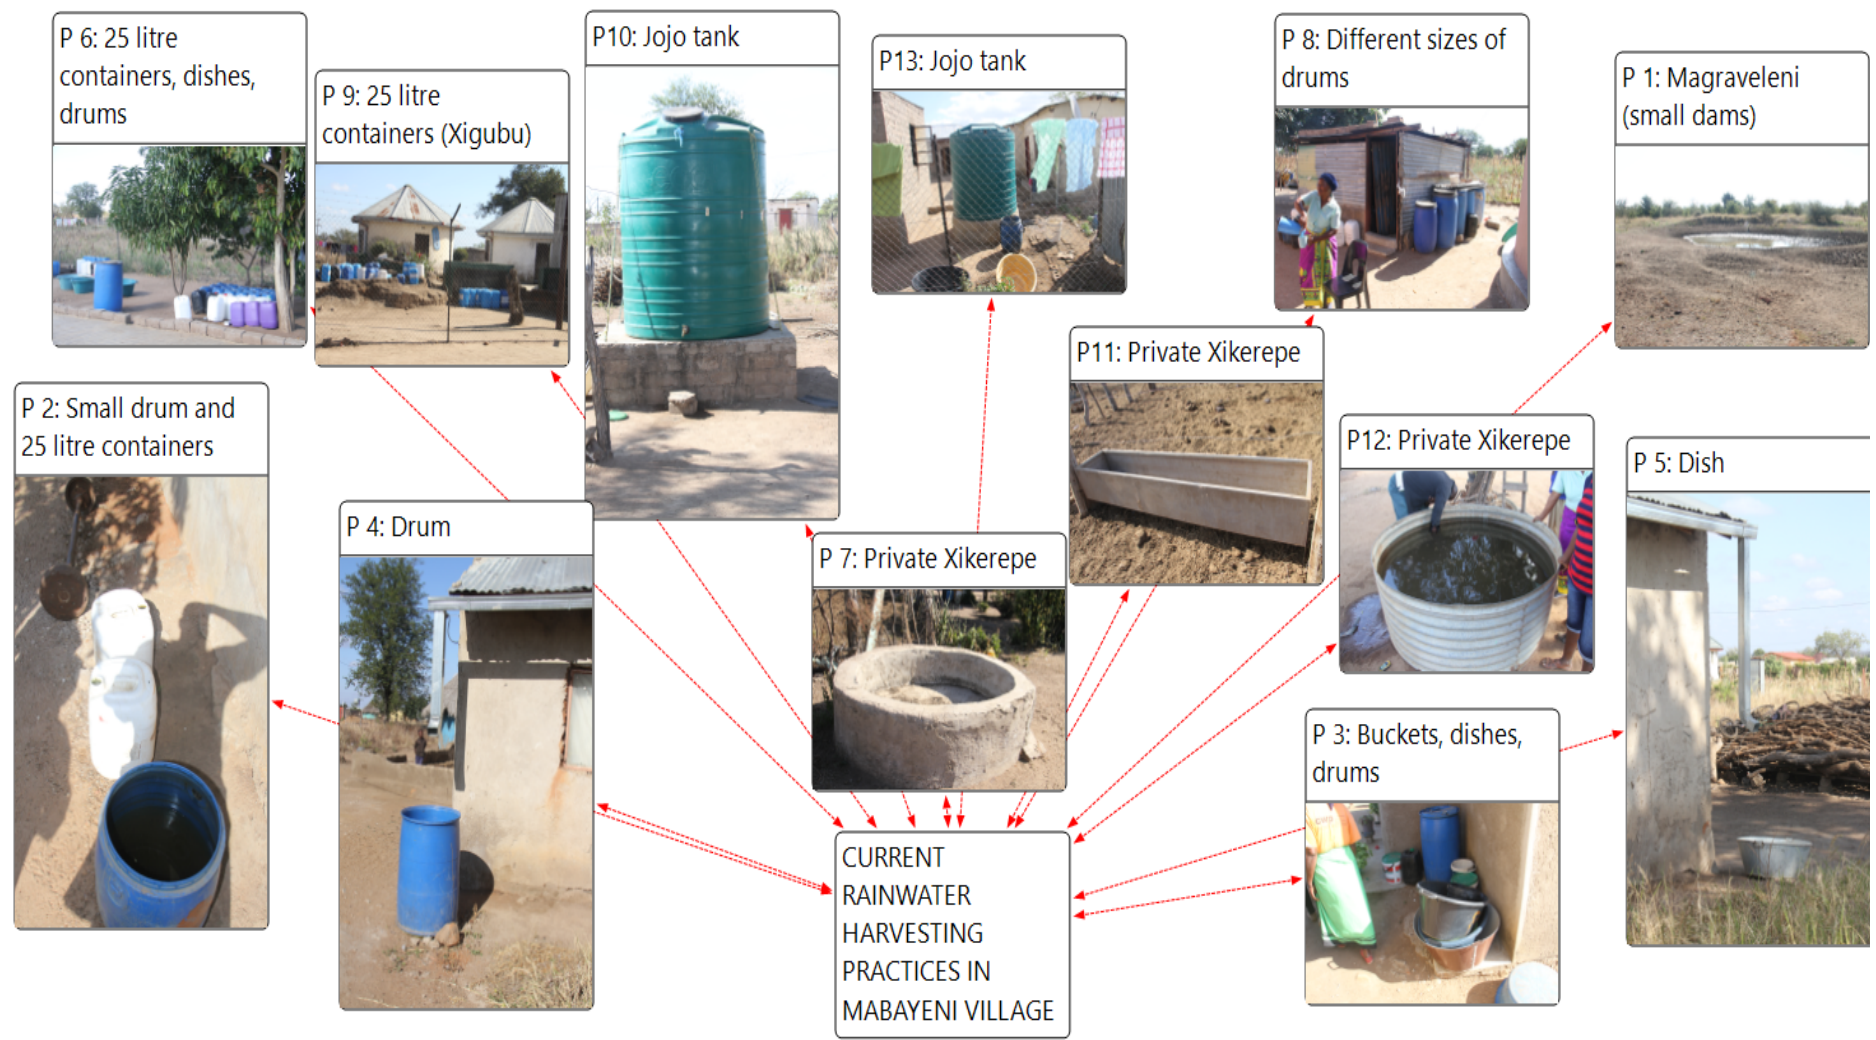 P 6: 25 litre
containers, dishes,
drums
P 9: 25 litre
containers (Xigubu)
P10: Jojo tank
P13: Jojo tank
P 8: Different sizes of
drums
P 1: Magraveleni
(small dams)
P 2: Small drum and
25 litre containers
P 4: Drum
P 7: Private Xikerepe
P11: Private Xikerepe
P12: Private Xikerepe
P 5: Dish
P 3: Buckets, dishes,
drums
CURRENT
RAINWATER
HARVESTING
PRACTICES IN
MABAYENI VILLAGE